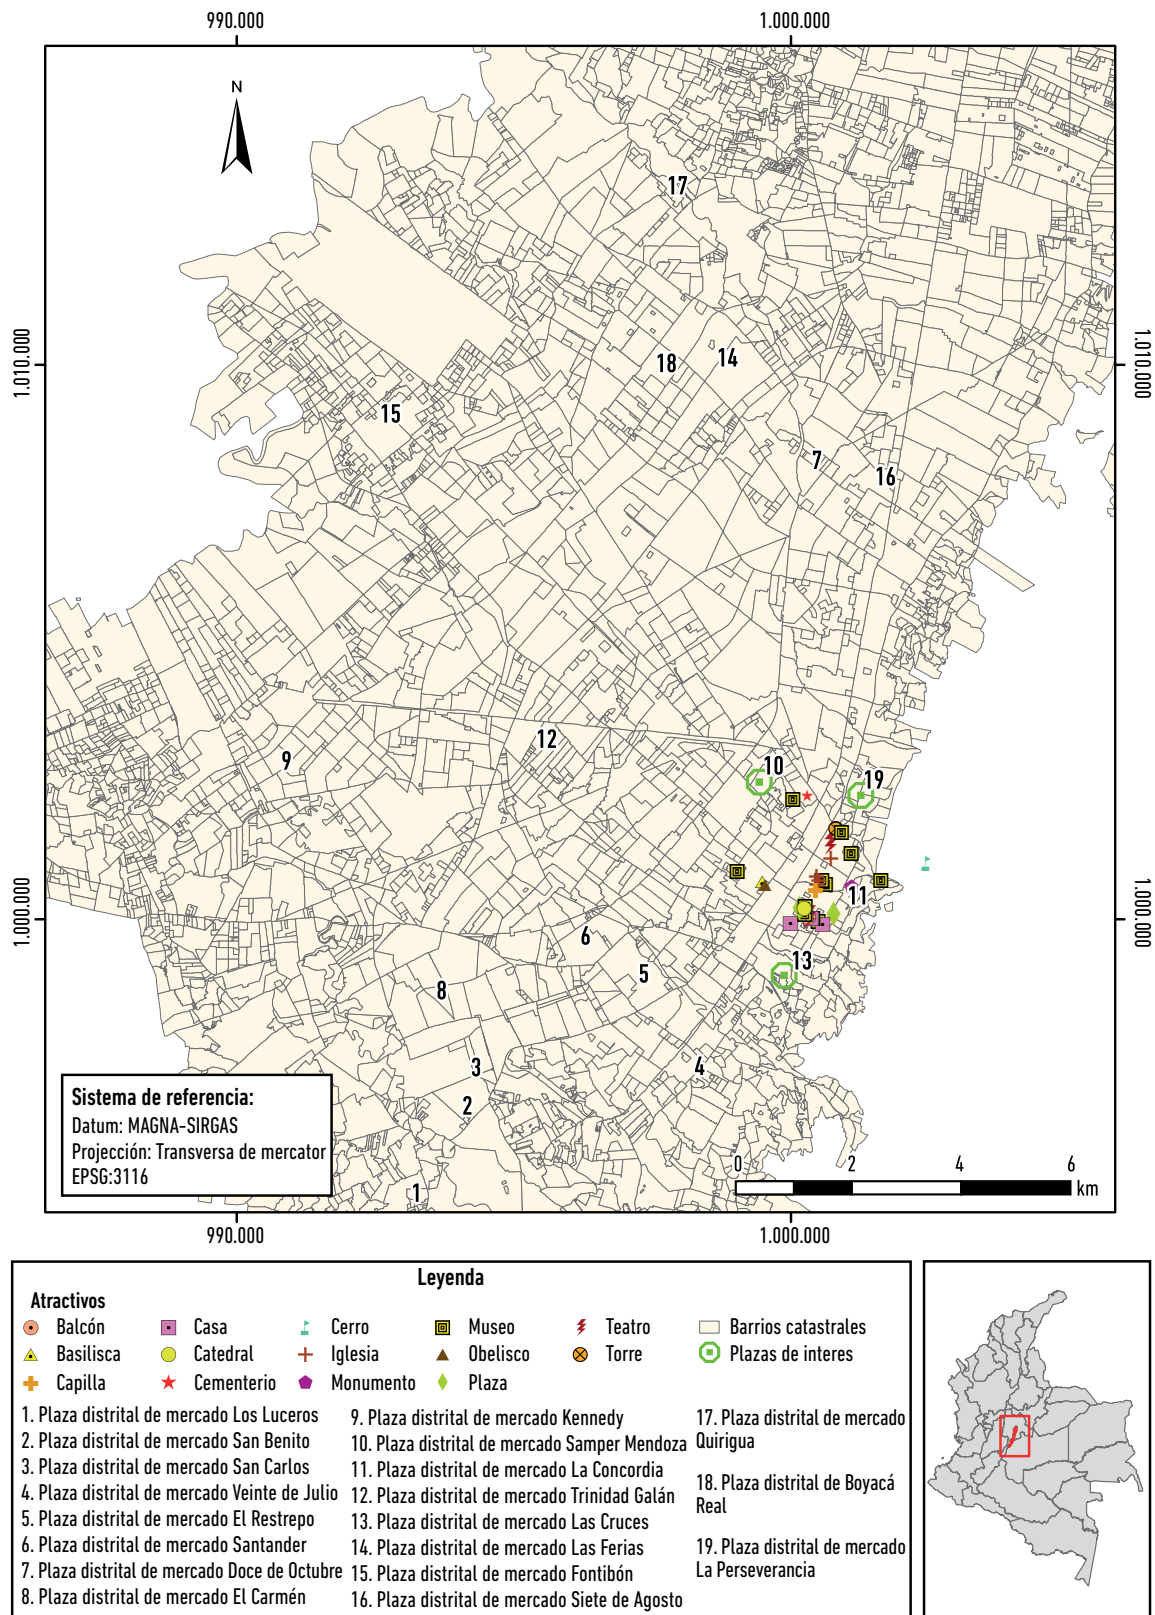 990.000
1.000.000
N
17
1.010.000
1.010.000
18
14
15
7
16
12
9
10
19
11
1.000.000
1.000.000
6
13
5
8
3
4
2
1
Sistema de referencia:
Datum: MAGNA-SIRGAS
Projección: Transversa de mercator
EPSG:3116
0
2
4
6
km
990.000
1.000.000
Leyenda
Atractivos
Balcón
Casa
Cerro
Museo
Teatro
Barrios catastrales
Basilisca
Catedral
Iglesia
Obelisco
Torre
Plazas de interes
Capilla
Cementerio
Monumento
Plaza
1. Plaza distrital de mercado Los Luceros
2. Plaza distrital de mercado San Benito
3. Plaza distrital de mercado San Carlos
4. Plaza distrital de mercado Veinte de Julio
5. Plaza distrital de mercado El Restrepo
6. Plaza distrital de mercado Santander
7. Plaza distrital de mercado Doce de Octubre
8. Plaza distrital de mercado El Carmén
9. Plaza distrital de mercado Kennedy
10. Plaza distrital de mercado Samper Mendoza
11. Plaza distrital de mercado La Concordia
12. Plaza distrital de mercado Trinidad Galán
13. Plaza distrital de mercado Las Cruces
14. Plaza distrital de mercado Las Ferias
15. Plaza distrital de mercado Fontibón
16. Plaza distrital de mercado Siete de Agosto
17. Plaza distrital de mercado
Quirigua
18. Plaza distrital de Boyacá
Real
19. Plaza distrital de mercado
La Perseverancia